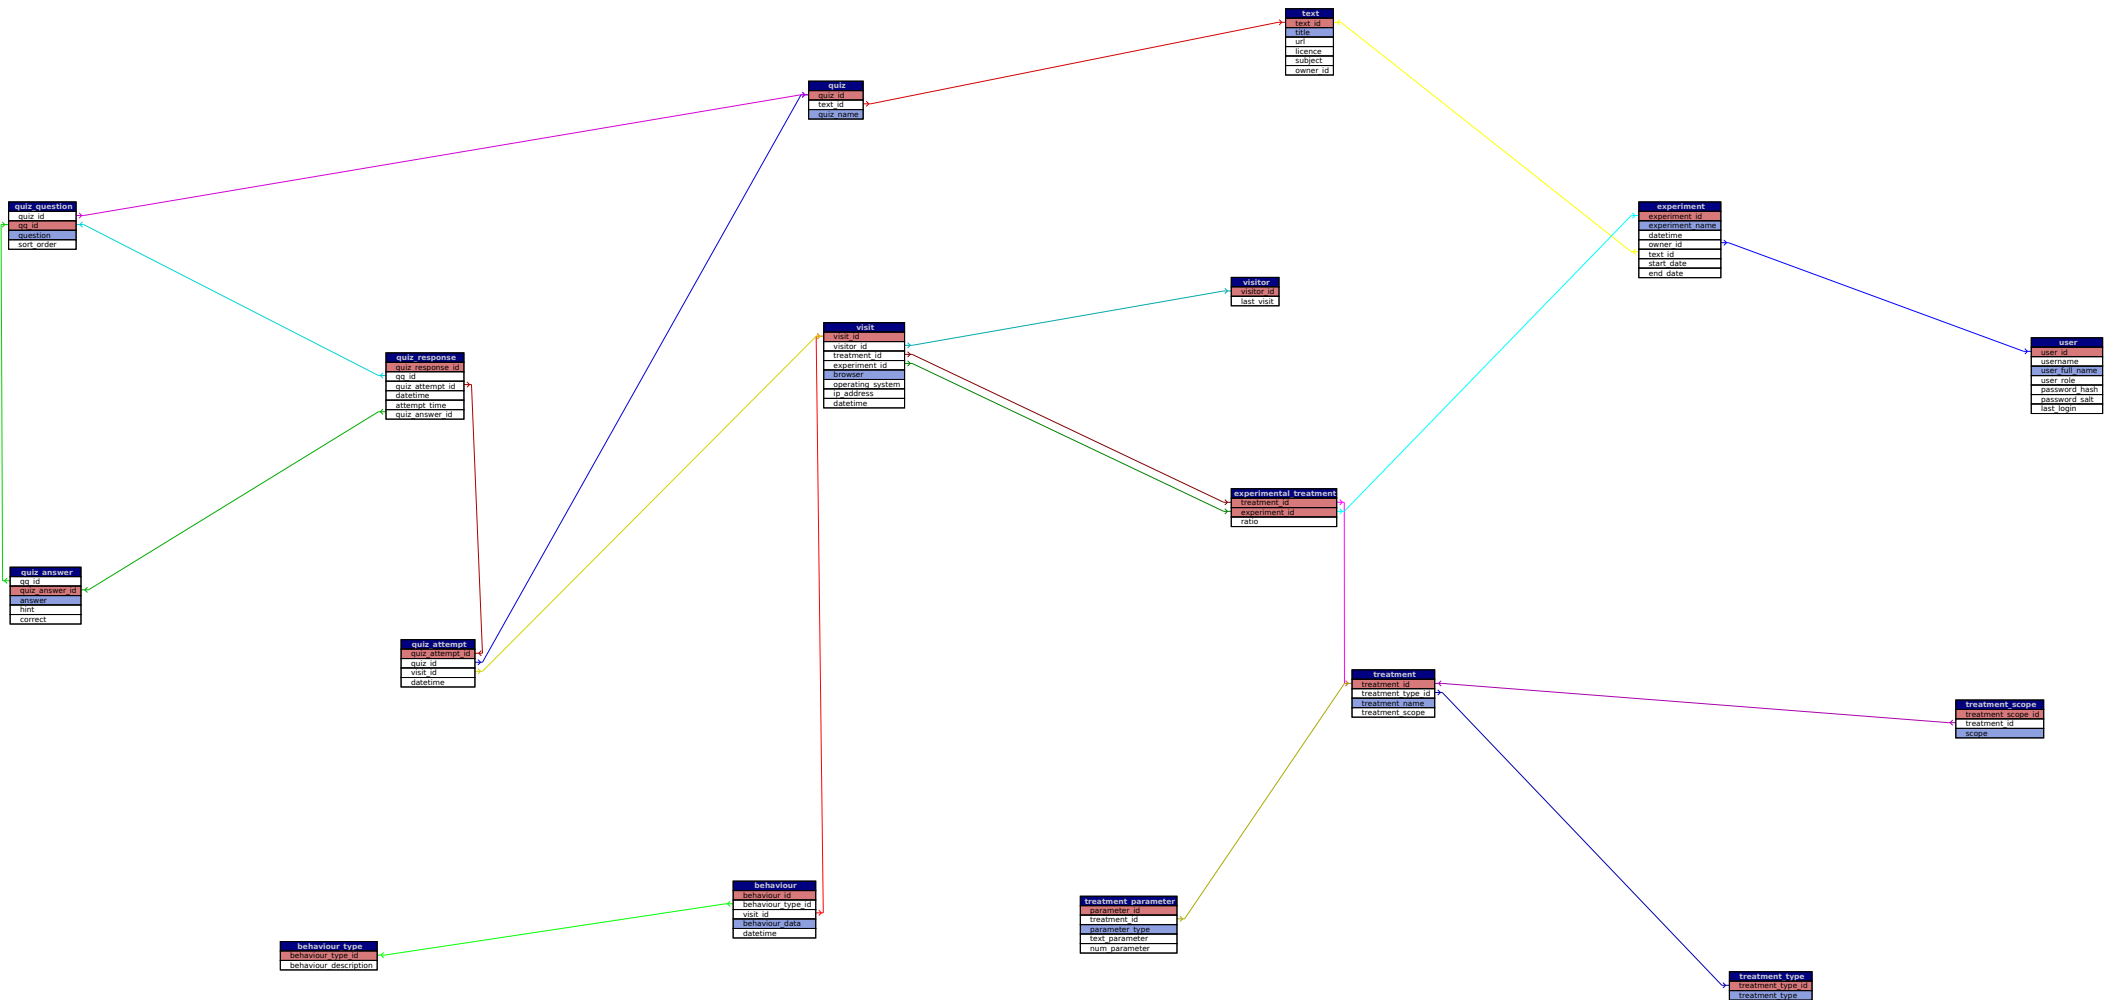 text
text_id
title
url
licence
subject
owner_id
quiz
quiz_id
text_id
quiz_name
quiz_question
quiz_id
qq_id
question
sort_order
experiment
experiment_id
experiment_name
datetime
owner_id
text_id
start_date
end_date
visitor
visitor_id
last_visit
visit
visit_id
visitor_id
treatment_id
experiment_id
browser
operating_system
ip_address
datetime
user
user_id
username
user_full_name
user_role
password_hash
password_salt
last_login
quiz_response
quiz_response_id
qq_id
quiz_attempt_id
datetime
attempt_time
quiz_answer_id
experimental_treatment
treatment_id
experiment_id
ratio
quiz_answer
qq_id
quiz_answer_id
answer
hint
correct
quiz_attempt
quiz_attempt_id
quiz_id
visit_id
datetime
treatment
treatment_id
treatment_type_id
treatment_name
treatment_scope
treatment_scope
treatment_scope_id
treatment_id
scope
behaviour
behaviour_id
behaviour_type_id
visit_id
behaviour_data
datetime
treatment_parameter
parameter_id
treatment_id
parameter_type
text_parameter
num_parameter
behaviour_type
behaviour_type_id
behaviour_description
treatment_type
treatment_type_id
treatment_type